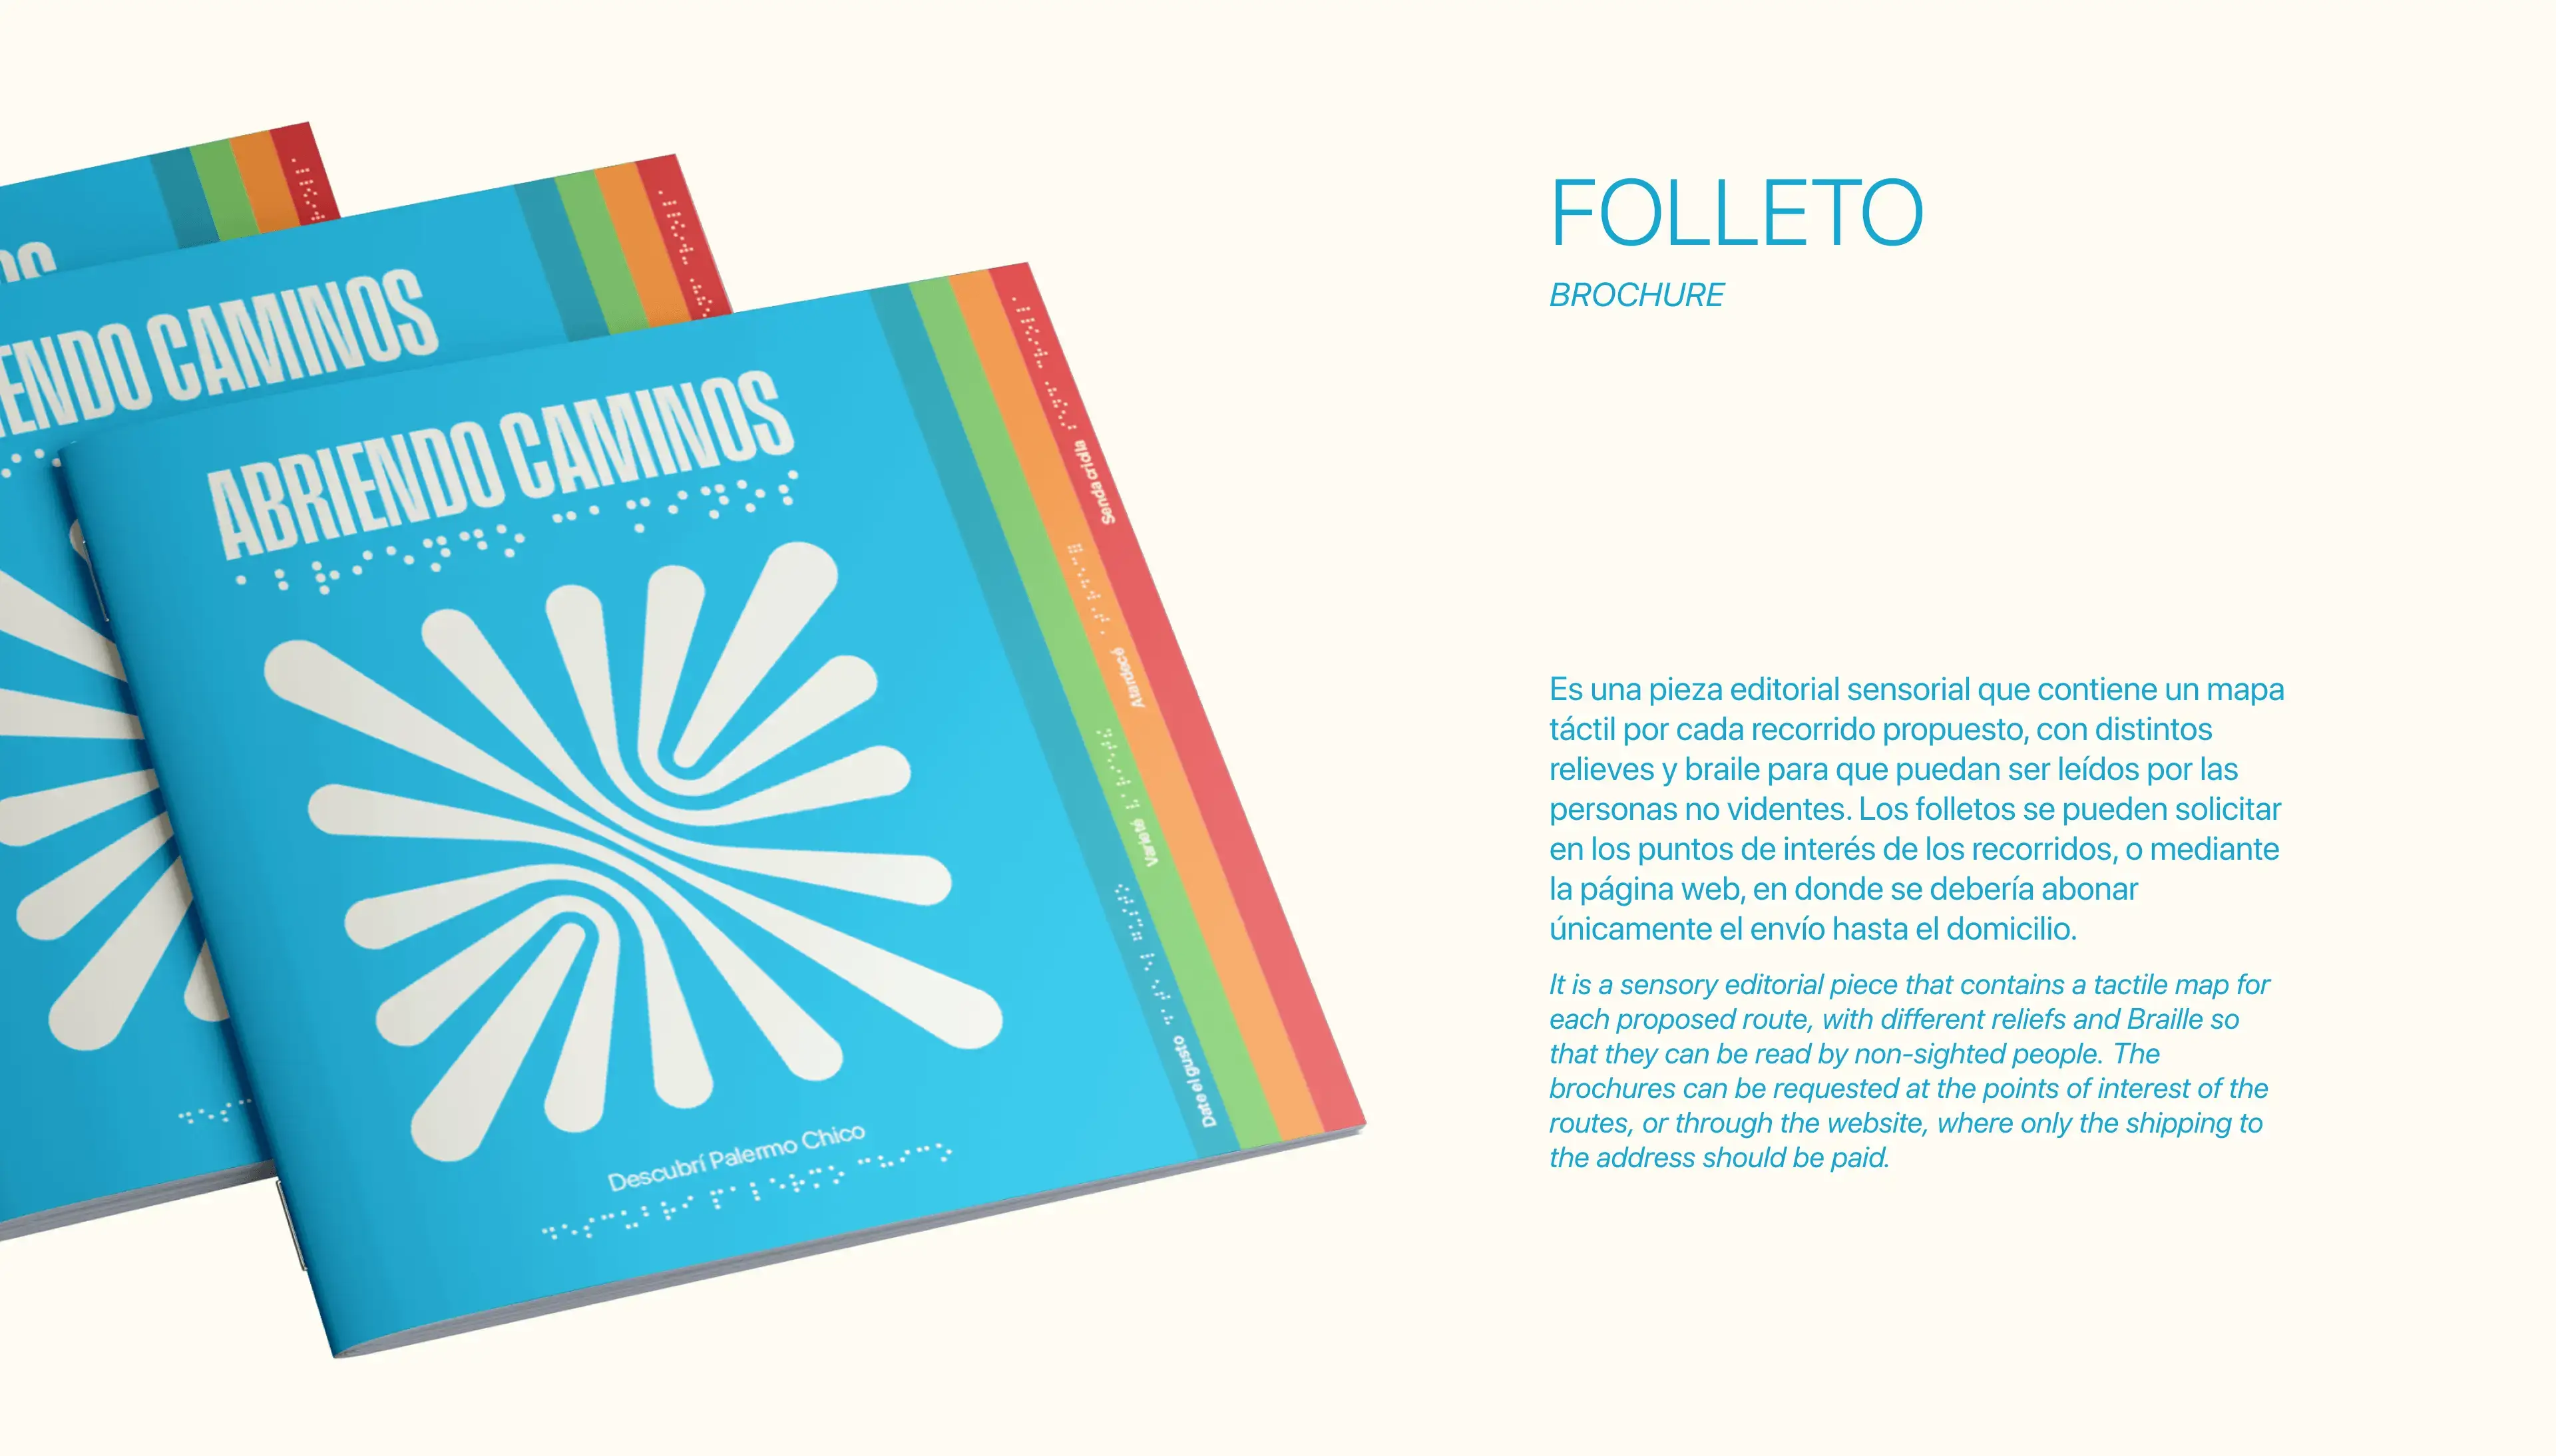 OS
ENDO CAMINOS
ABRIENDO CAMINOS
Descubrí Palermo Chico
Senda criolla
Atardecé
Varieté
Date el gusto
FOLLETO
BROCHURE
Es una pieza editorial sensorial que contiene un mapa
táctil por cada recorrido propuesto, con distintos
relieves y braile para que puedan ser leídos por las
personas no videntes. Los folletos se pueden solicitar
en los puntos de interés de los recorridos, o mediante
la página web, en donde se debería abonar
únicamente el envío hasta el domicilio.
It is a sensory editorial piece that contains a tactile map for
each proposed route, with different reliefs and Braille so
that they can be read by non-sighted people. The
brochures can be requested at the points of interest of the
routes, or through the website, where only the shipping to
the address should be paid.